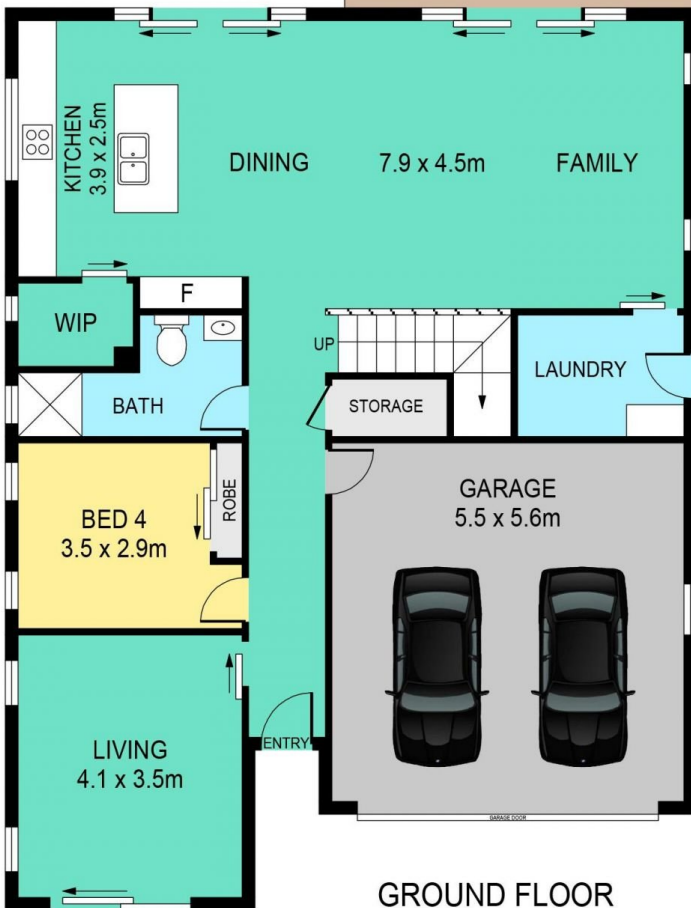 KITCHEN
3.9 x 2.5m
DINING
7.9 x 4.5m
FAMILY
F
WIP
UP
BATH
STORAGE
LAUNDRY
BED 4
3.5 x 2.9m
ROBE
GARAGE
5.5 x 5.6m
LIVING
4.1 x 3.5m
ENTRY
GARAGE DOOR
GROUND FLOOR